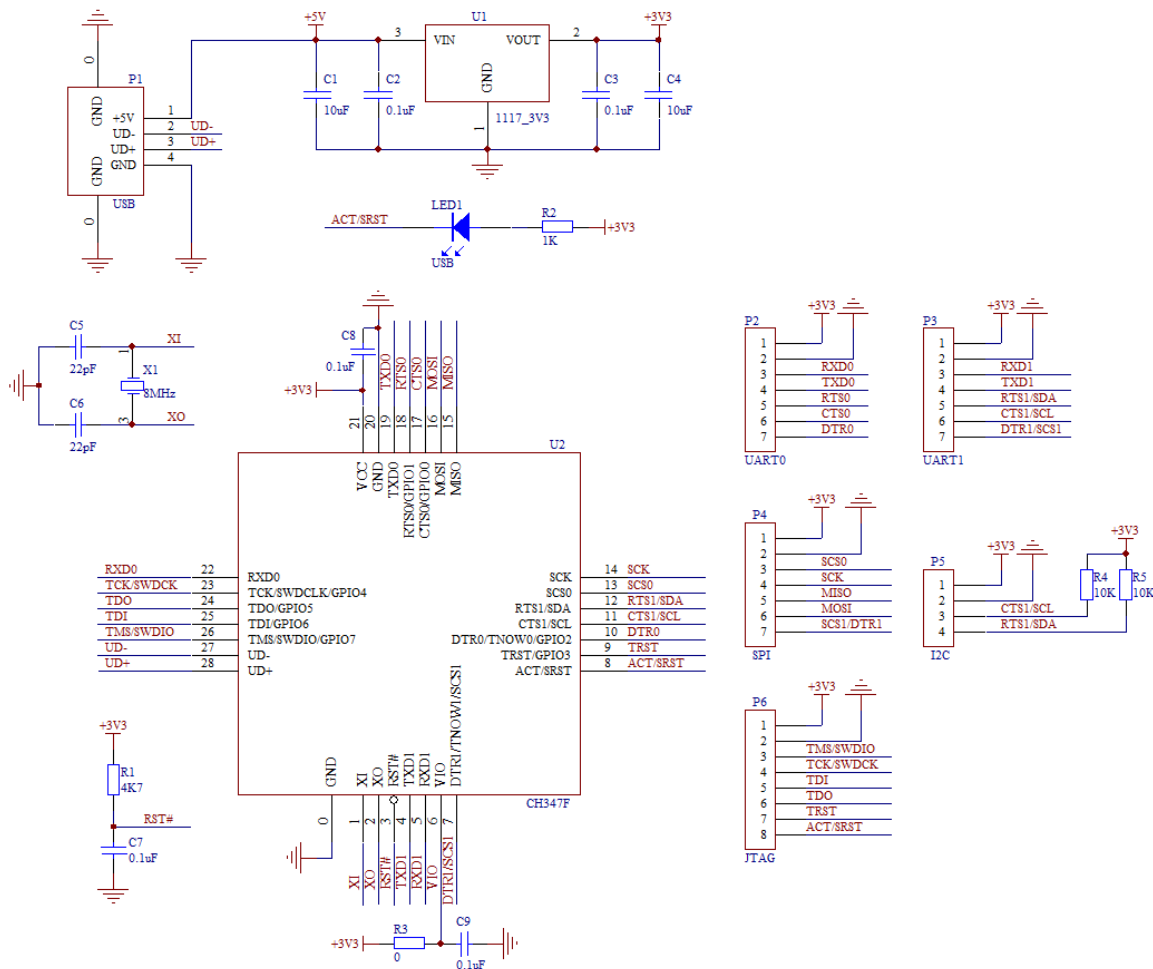 +5V
U1
+3V3
3
VIN
VOUT
2
GND
1
1117_3V3
C1
10uF
C2
0.1uF
C3
0.1uF
C4
10uF
0
P1
GND
+5V
1
UD-
2
UD-
UD+
3
UD+
GND
4
GND
USB
0
ACT/SRST
LED1
USB
R2
1K
+3V3
C5
22pF
XI
1
X1
8MHz
3
C6
22pF
XO
C8
0.1uF
+3V3
TXD0
RTS0
CTS0
MOSI
MISO
21
20
19
18
17
16
15
U2
VCC
GND
TXD0
RTS0/GPIO1
CTS0/GPIO0
MOSI
MISO
RXD0
22
RXD0
TCK/SWDCK
23
TCK/SWDCLK/GPIO4
TDO
24
TDO/GPIO5
TDI
25
TDI/GPIO6
TMS/SWDIO
26
TMS/SWDIO/GPIO7
UD-
27
UD-
UD+
28
UD+
SCK
14
SCK
SCS0
13
SCS0
RTS1/SDA
12
RTS1/SDA
CTS1/SCL
11
CTS1/SCL
DTR0/TNOW0/GPIO2
10
DTR0
TRST/GPIO3
9
TRST
ACT/SRST
8
ACT/SRST
GND
XI
XO
RST#
TXD1
RXD1
VIO
DTR1/TNOW1/SCS1
CH347F
0
1
2
3
4
5
6
7
XI
XO
RST#
TXD1
RXD1
VIO
DTR1/SCS1
+3V3
R3
0
C9
0.1uF
+3V3
R1
4K7
RST#
C7
0.1uF
P2
+3V3
1
2
3
RXD0
4
TXD0
5
RTS0
6
CTS0
7
DTR0
UART0
P3
+3V3
1
2
3
RXD1
4
TXD1
5
RTS1/SDA
6
CTS1/SCL
7
DTR1/SCS1
UART1
P4
+3V3
1
2
3
SCS0
4
SCK
5
MISO
6
MOSI
7
SCS1/DTR1
SPI
P5
+3V3
1
2
3
CTS1/SCL
4
RTS1/SDA
I2C
+3V3
R4
10K
R5
10K
P6
+3V3
1
2
3
TMS/SWDIO
4
TCK/SWDCK
5
TDI
6
TDO
7
TRST
8
ACT/SRST
JTAG